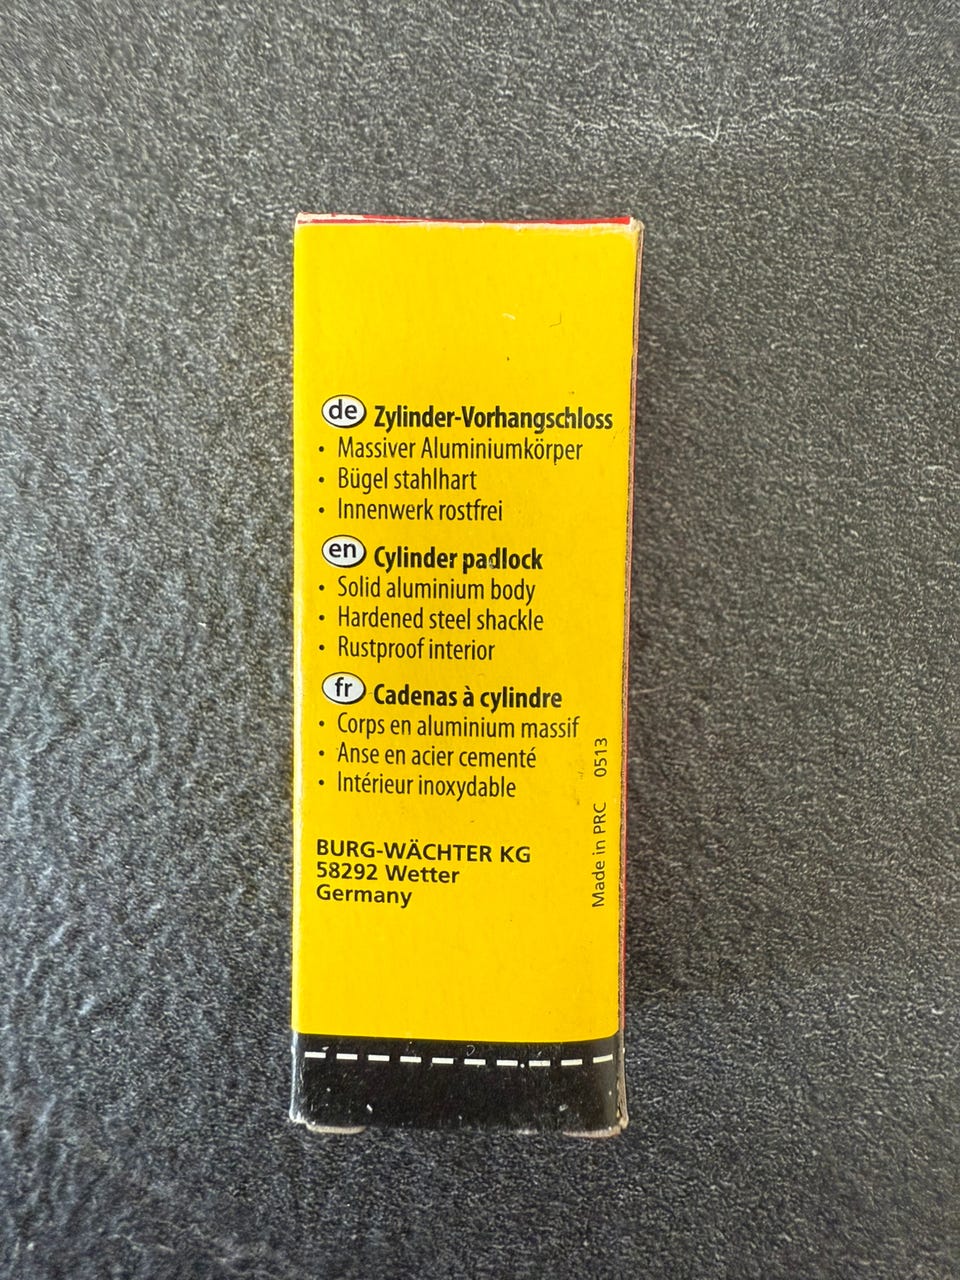 de Zylinder-Vorhangschloss
• Massiver Aluminiumkörper
• Bügel stahlhart
• Innenwerk rostfrei
en Cylinder padlock
• Solid aluminium body
• Hardened steel shackle
• Rustproof interior
fr Cadenas à cylindre
• Corps en aluminium massif
• Anse en acier cementé
• Intérieur inoxydable
BURG-WÄCHTER KG
58292 Wetter
Germany
Made in PRC 0513